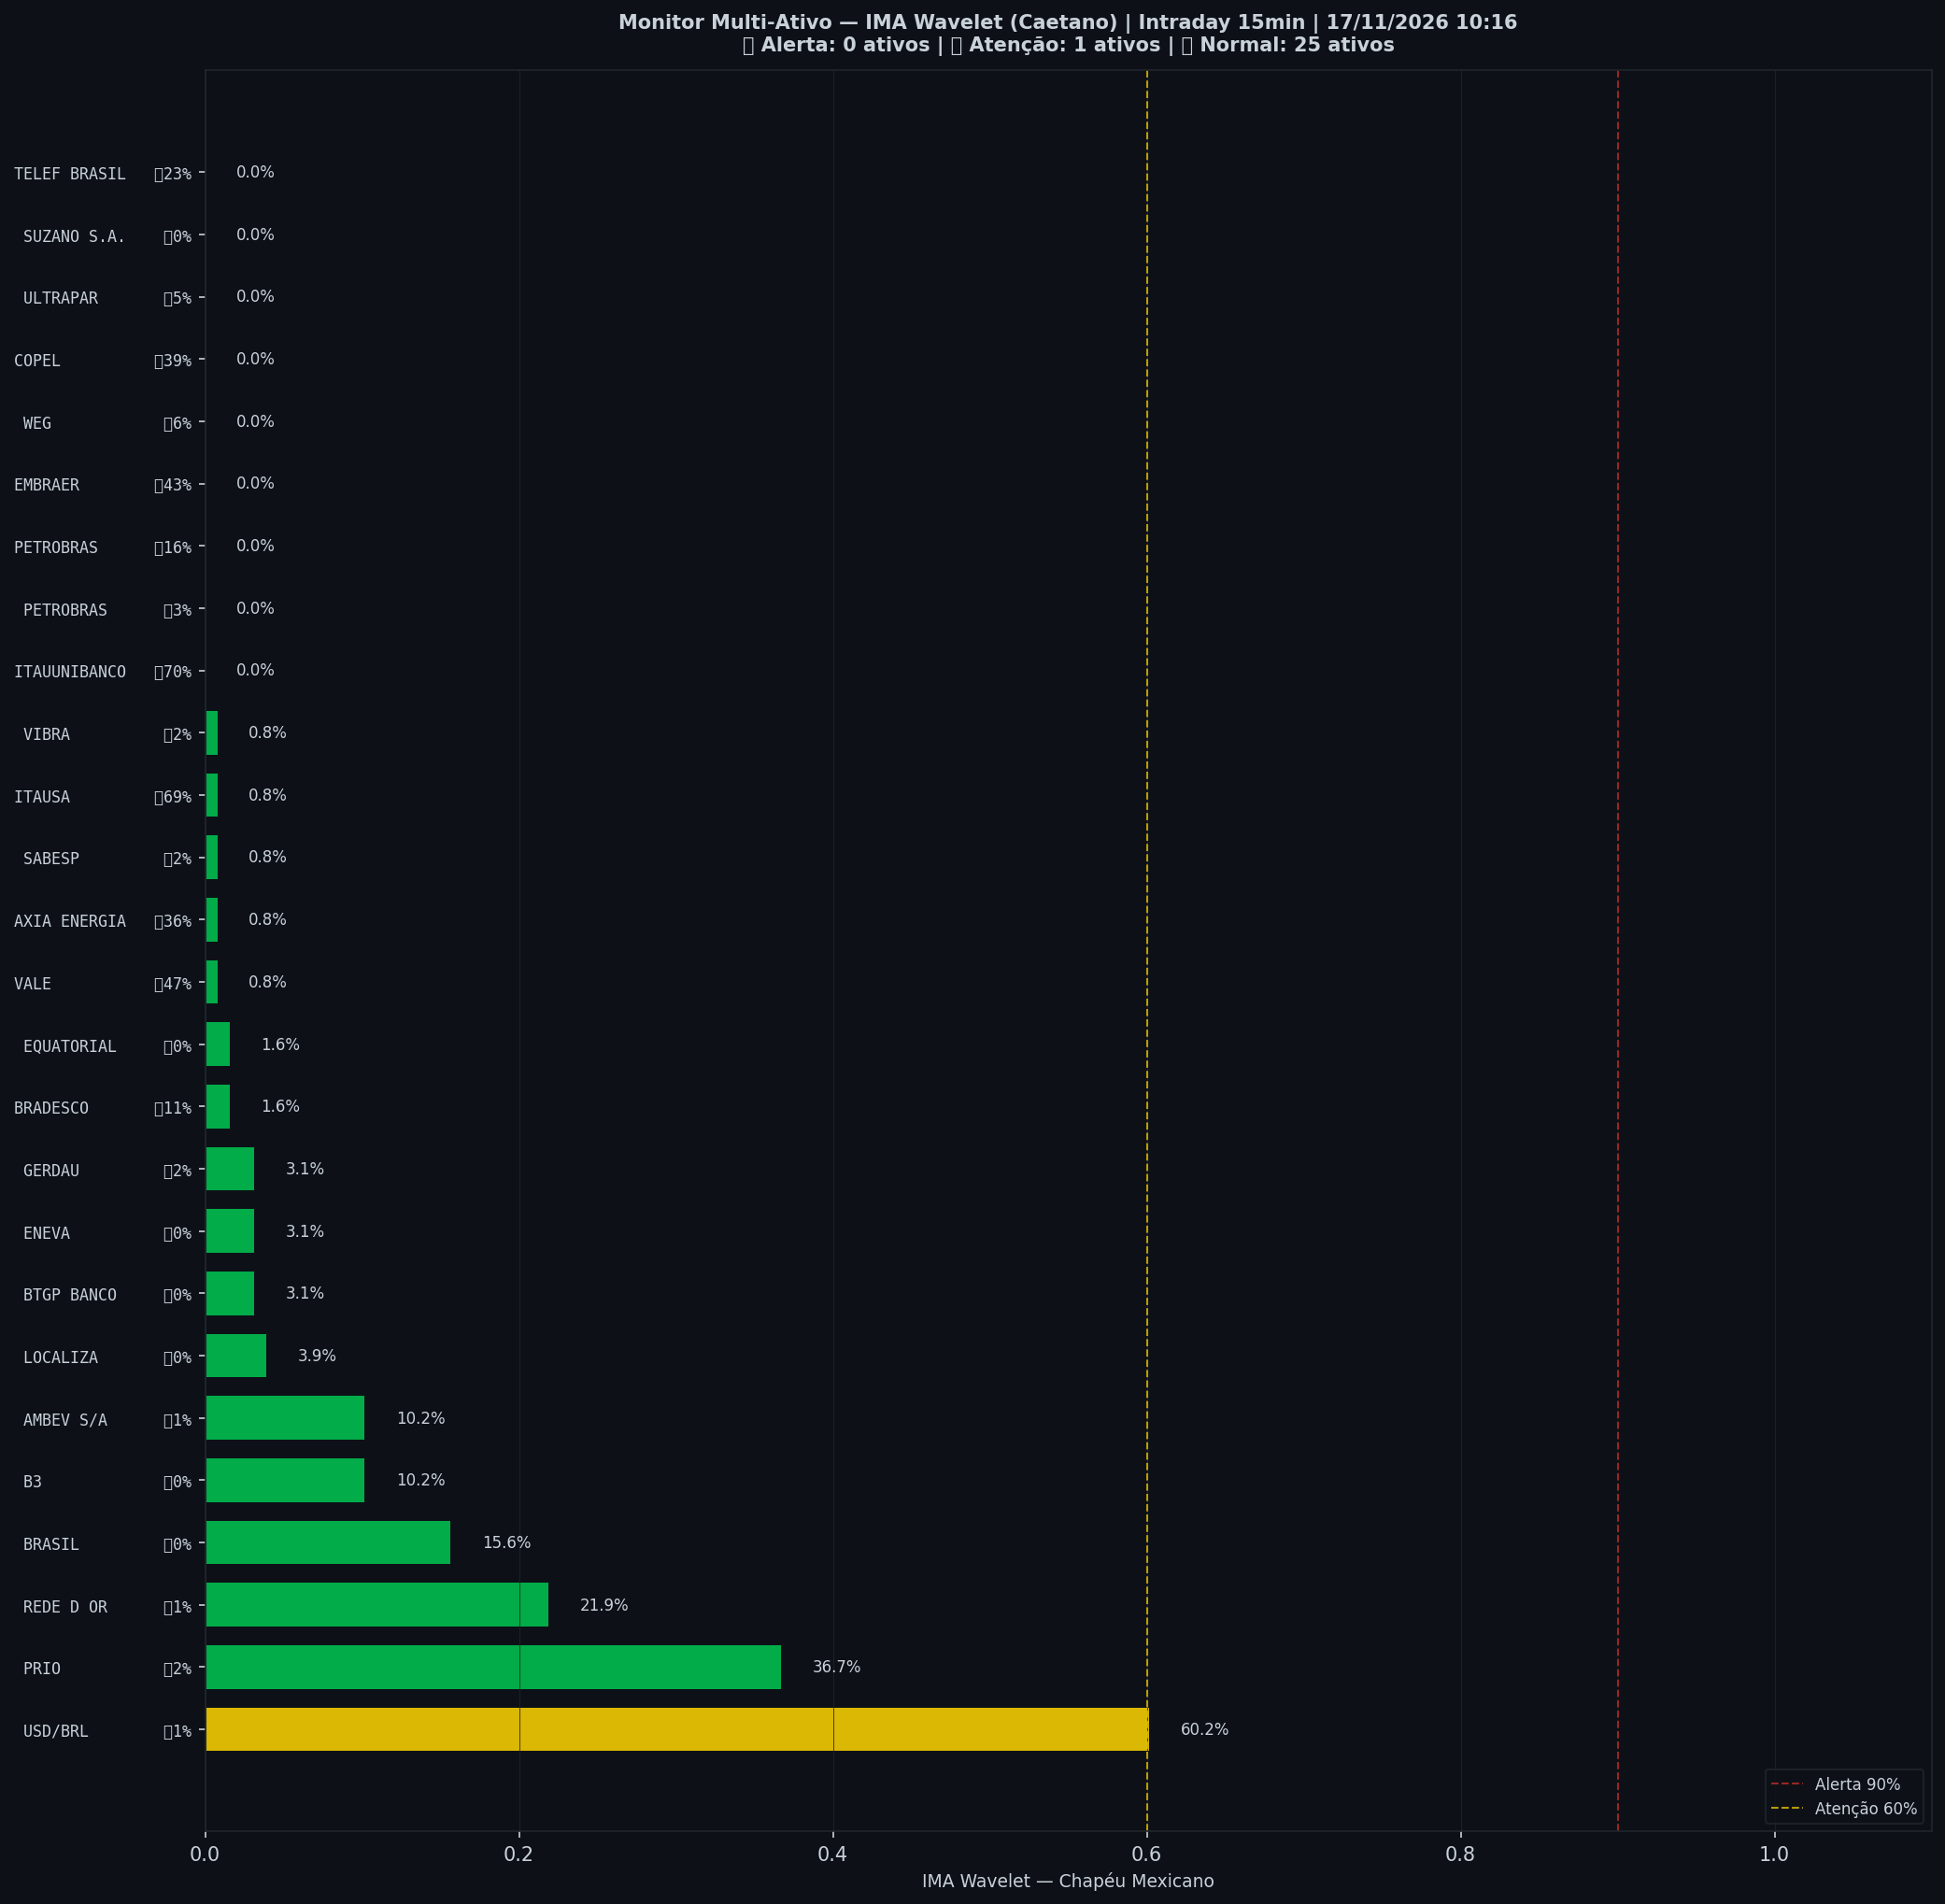 Monitor Multi-Ativo — IMA Wavelet (Caetano) | Intraday 15min | 17/11/2026 10:16
Alerta: 0 ativos | Atenção: 1 ativos | Normal: 25 ativos
TELEF BRASIL 23% 0.0%
SUZANO S.A. 0% 0.0%
ULTRAPAR 5% 0.0%
COPEL 39% 0.0%
WEG 6% 0.0%
EMBRAER 43% 0.0%
PETROBRAS 16% 0.0%
PETROBRAS 3% 0.0%
ITAUUNIBANCO 70% 0.0%
VIBRA 2% 0.8%
ITAUSA 69% 0.8%
SABESP 2% 0.8%
AXIA ENERGIA 36% 0.8%
VALE 47% 0.8%
EQUATORIAL 0% 1.6%
BRADESCO 11% 1.6%
GERDAU 2% 3.1%
ENEVA 0% 3.1%
BTGP BANCO 0% 3.1%
LOCALIZA 0% 3.9%
AMBEV S/A 1% 10.2%
B3 0% 10.2%
BRASIL 0% 15.6%
REDE D OR 1% 21.9%
PRIO 2% 36.7%
USD/BRL 1% 60.2%
Alerta 90%
Atenção 60%
0.0 0.2 0.4 0.6 0.8 1.0
IMA Wavelet — Chapéu Mexicano